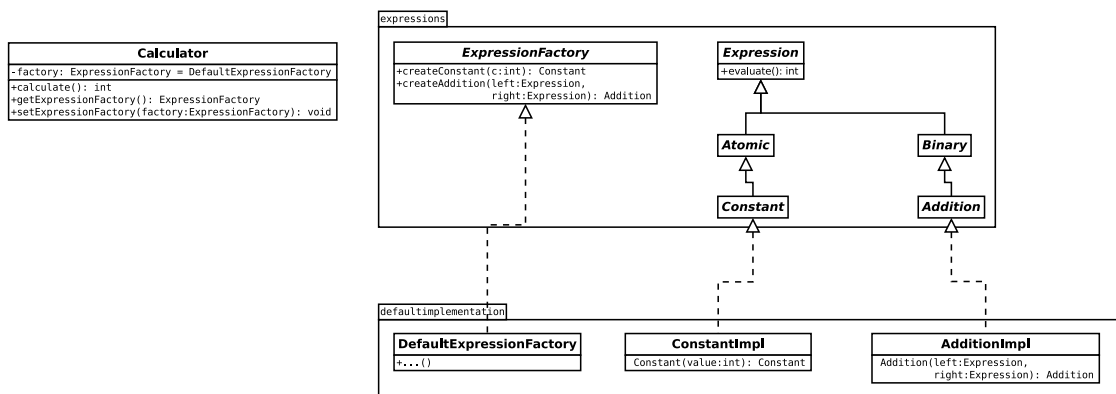 expressions
Calculator
-factory: ExpressionFactory = DefaultExpressionFactory
+calculate(): int
+getExpressionFactory(): ExpressionFactory
+setExpressionFactory(factory:ExpressionFactory): void
ExpressionFactory
+createConstant(c:int): Constant
+createAddition(left:Expression,
right:Expression): Addition
Expression
+evaluate(): int
Atomic
Binary
Constant
Addition
defaultimplementation
DefaultExpressionFactory
+...()
ConstantImpl
Constant(value:int): Constant
AdditionImpl
Addition(left:Expression,
right:Expression): Addition